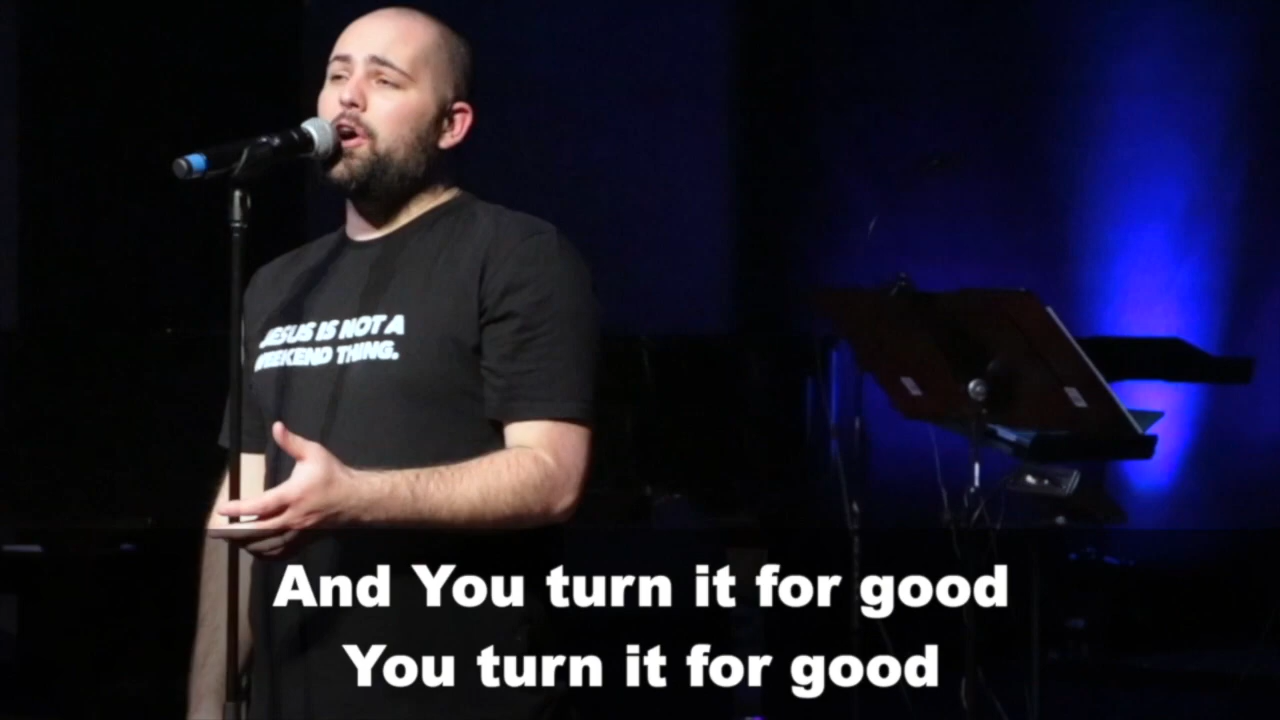 JESUS IS NOT A
WEEKEND THING.
And You turn it for good
You turn it for good